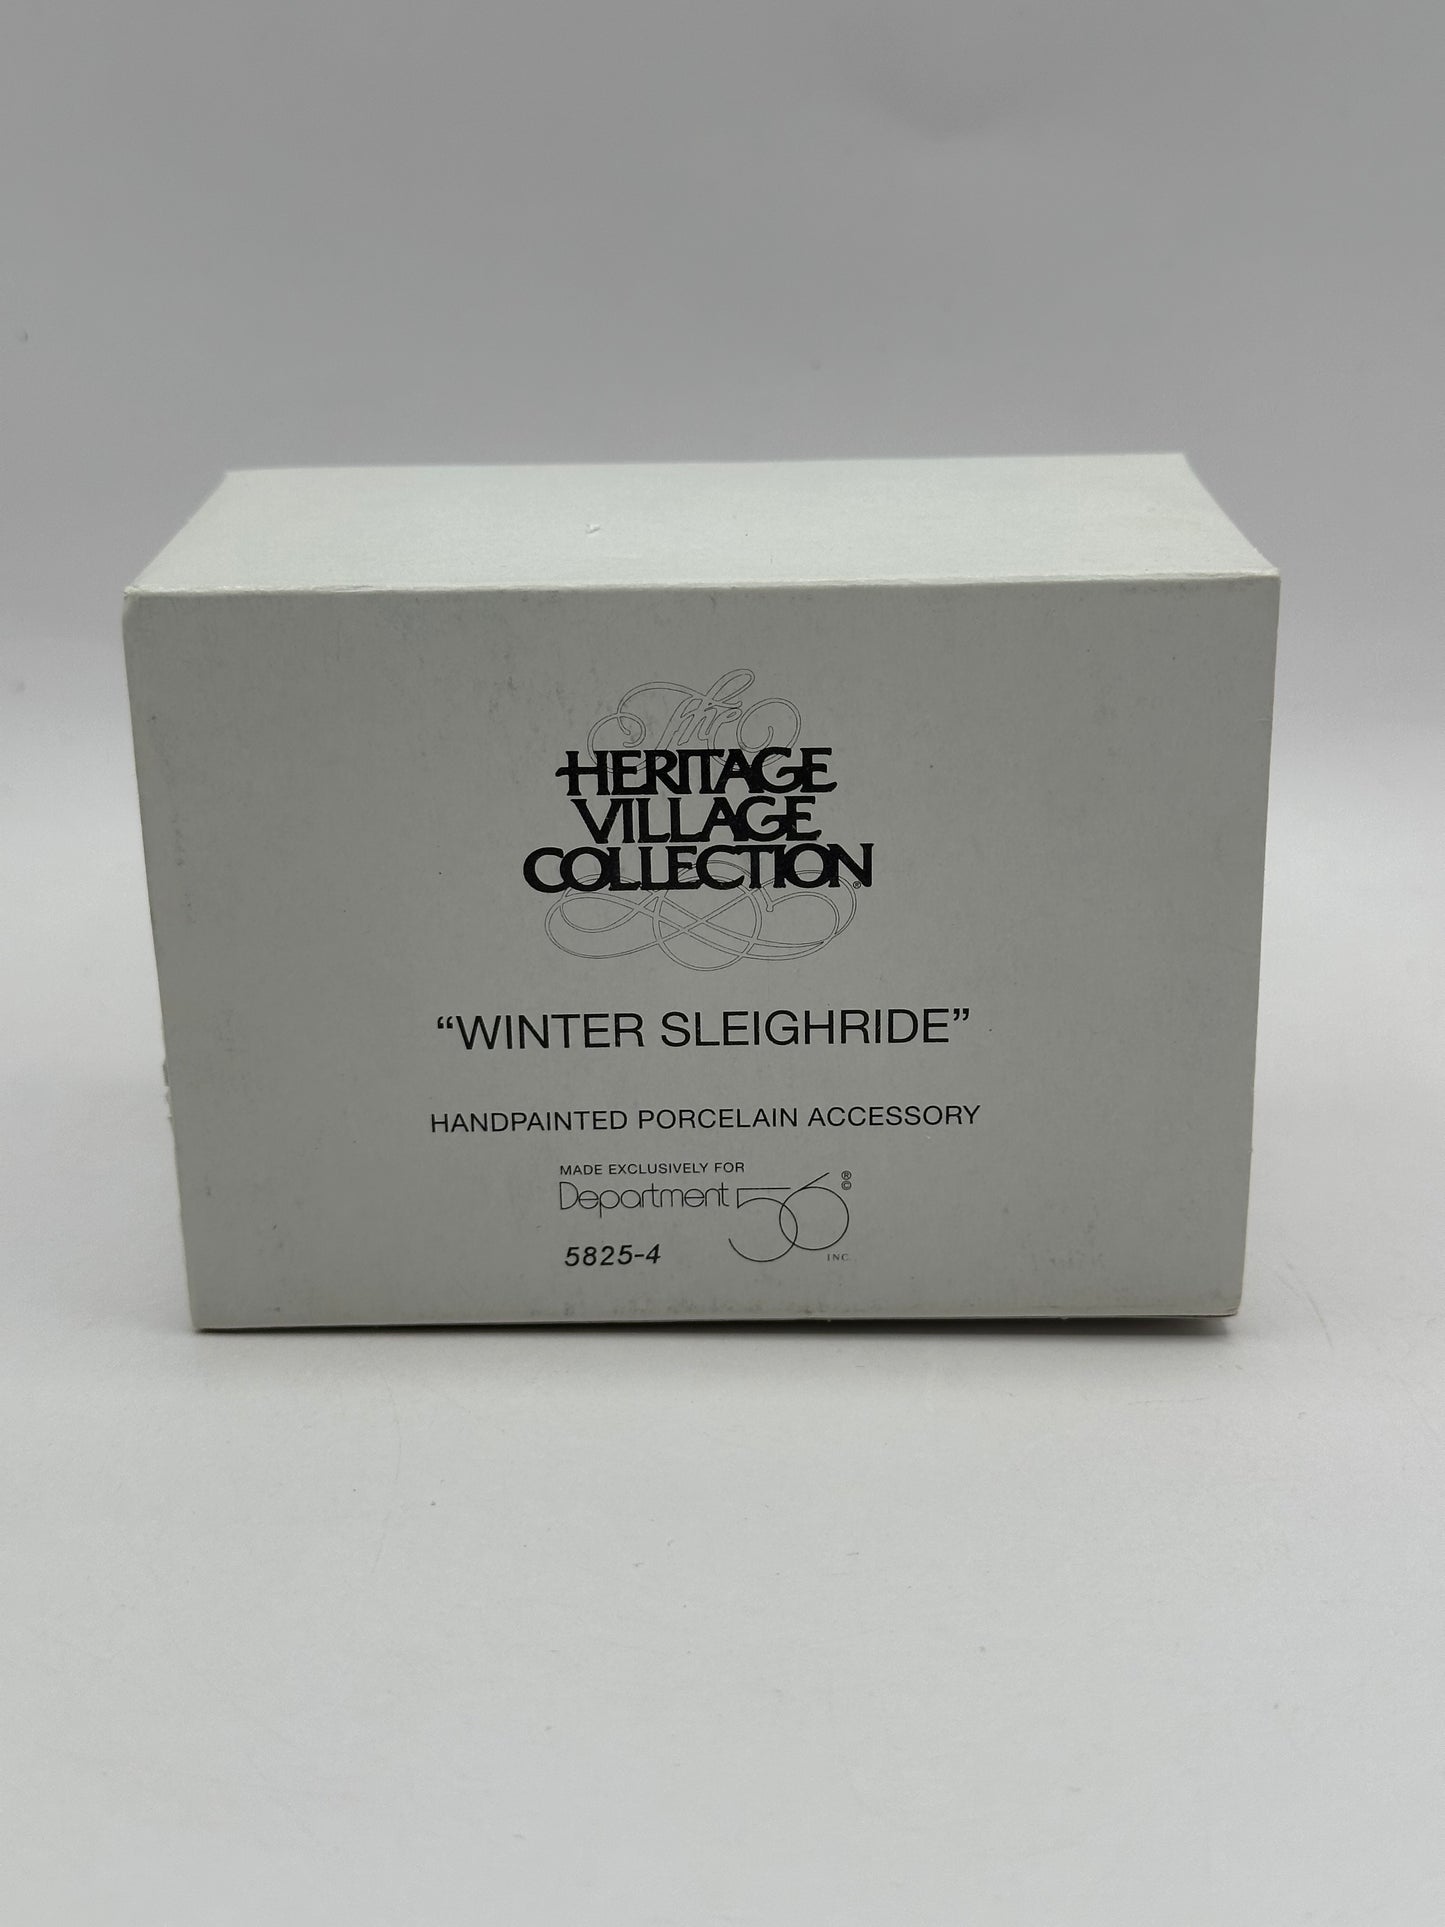 The
HERITAGE
VILLAGE
COLLECTION®
“WINTER SLEIGHRIDE”
HANDPAINTED PORCELAIN ACCESSORY
MADE EXCLUSIVELY FOR
Department 56 ®©
INC.
5825-4